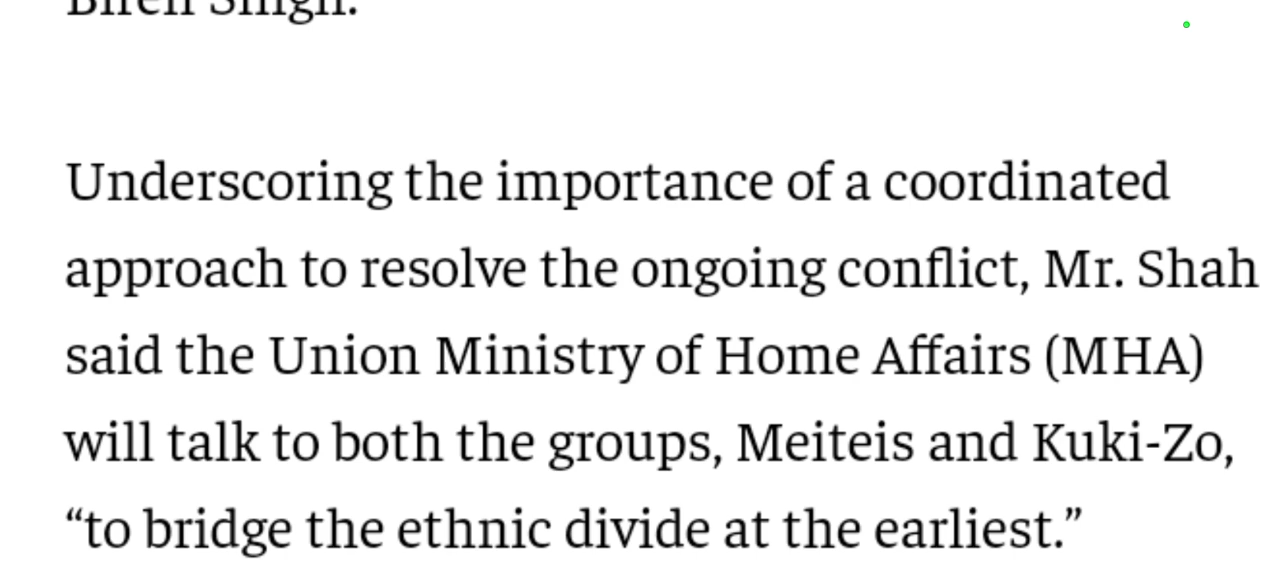 Biren Singh.
Underscoring the importance of a coordinated
approach to resolve the ongoing conflict, Mr. Shah
said the Union Ministry of Home Affairs (MHA)
will talk to both the groups, Meiteis and Kuki-Zo,
“to bridge the ethnic divide at the earliest.”